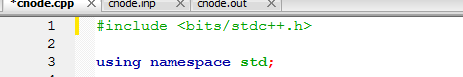 *cnode.cpp cnode.inp cnode.out
1 #include <bits/stdc++.h>
2
3 using namespace std;